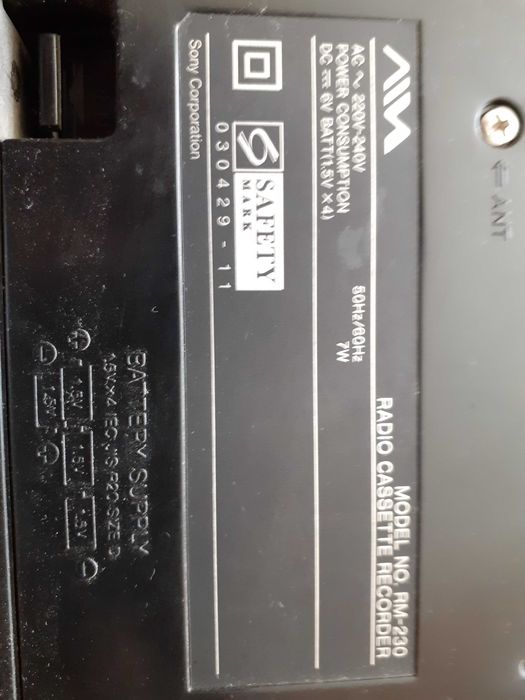 AIWA
MODEL NO. RM-230
RADIO CASSETTE RECORDER
AC ~ 220V-240V 50Hz/60Hz
POWER CONSUMPTION 7W
DC ⎓ 6V BATT(1.5V X 4)
SAFETY
MARK
030429-11
Sony Corporation
⇐ ANT
BATTERY SUPPLY
1.5V×4 IEC R20 SIZE D
⊕ 1.5V 1.5V 1.5V ⊖
⊖ 1.5V ⊕